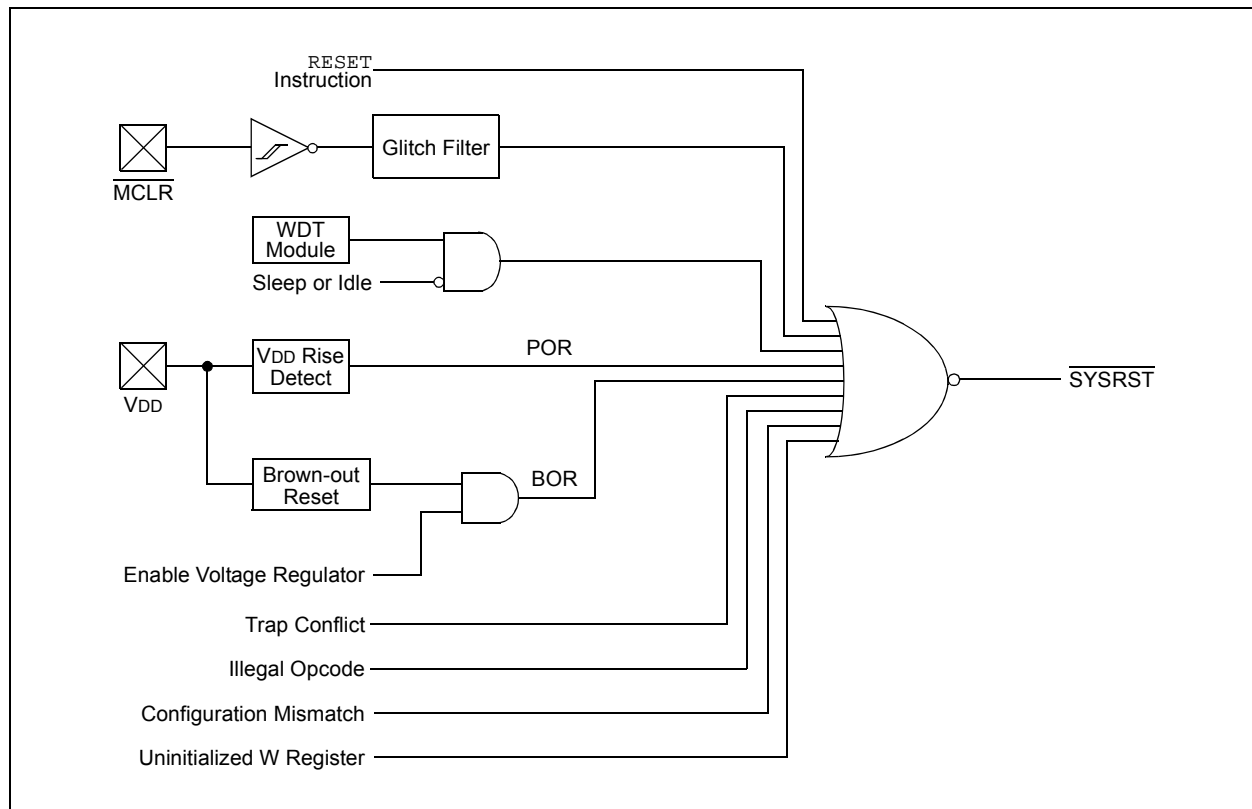 RESET
Instruction
Glitch Filter
MCLR
WDT
Module
Sleep or Idle
VDD
VDD Rise
Detect
POR
SYSRST
Brown-out
Reset
BOR
Enable Voltage Regulator
Trap Conflict
Illegal Opcode
Configuration Mismatch
Uninitialized W Register